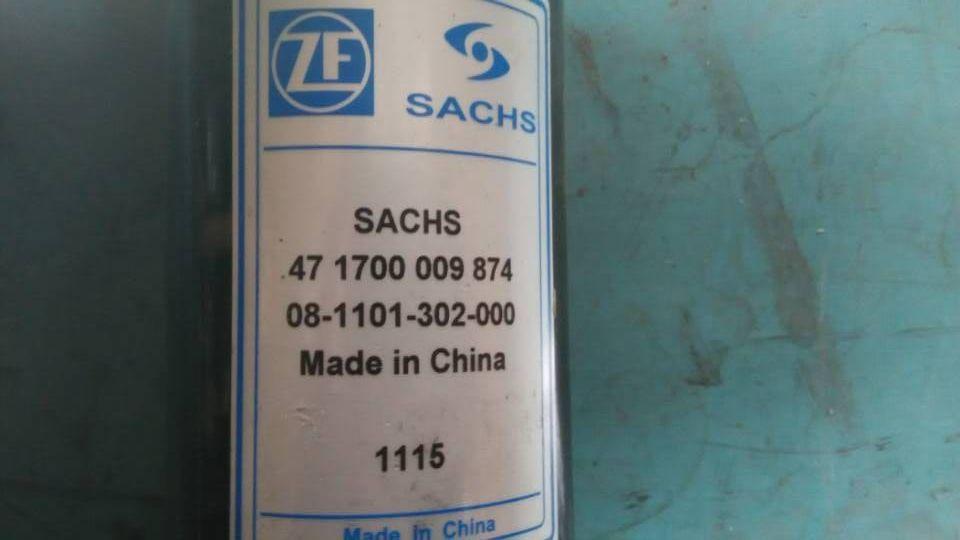 ZF
SACHS
SACHS
47 1700 009 874
08-1101-302-000
Made in China
1115
Made in China